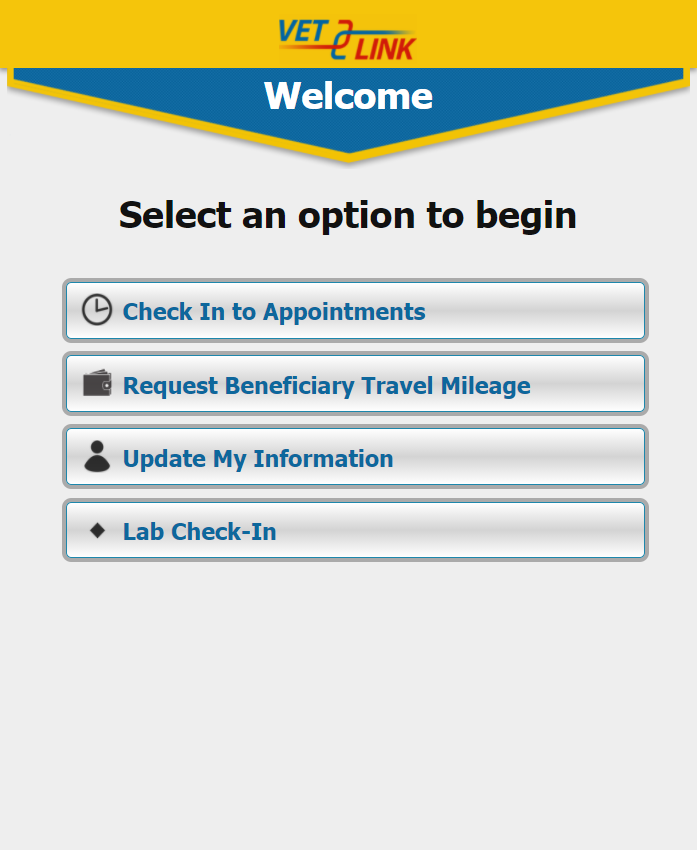 VET LINK
Welcome
Select an option to begin
Check In to Appointments
Request Beneficiary Travel Mileage
Update My Information
Lab Check-In